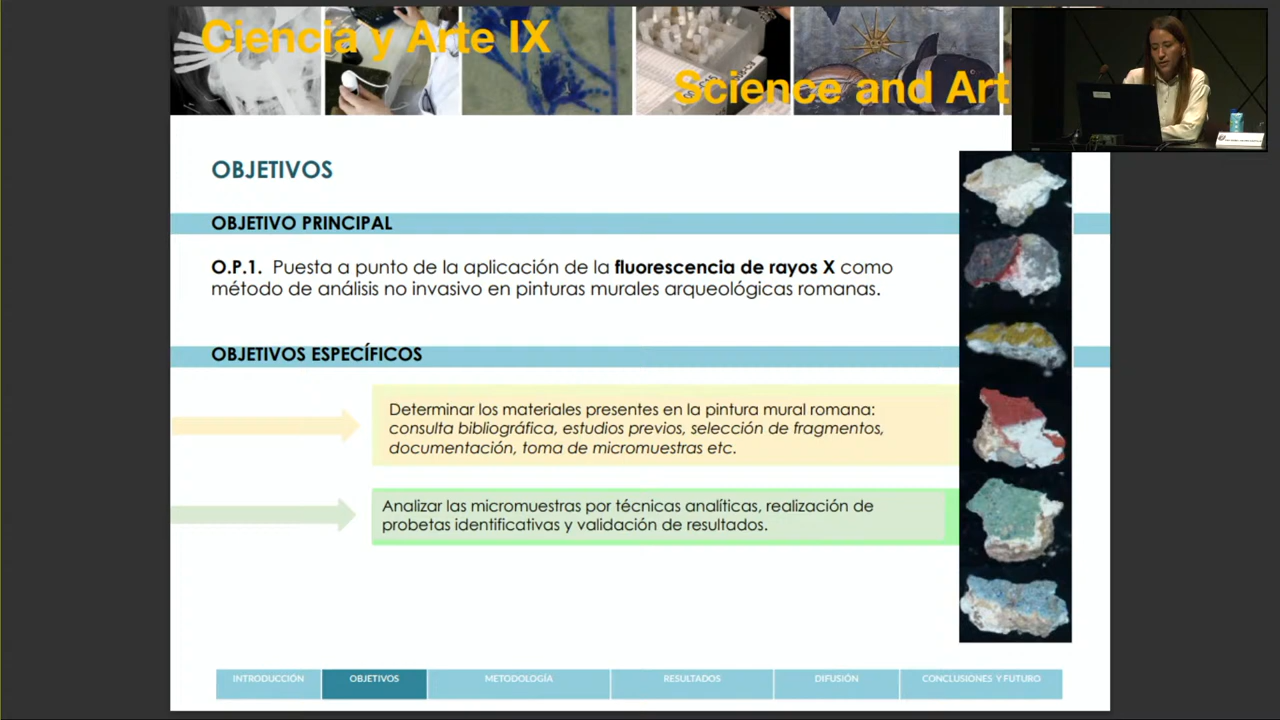 Ciencia y Arte IX
Science and Art
OBJETIVOS
OBJETIVO PRINCIPAL
O.P.1. Puesta a punto de la aplicación de la fluorescencia de rayos X como
método de análisis no invasivo en pinturas murales arqueológicas romanas.
OBJETIVOS ESPECÍFICOS
Determinar los materiales presentes en la pintura mural romana:
consulta bibliográfica, estudios previos, selección de fragmentos,
documentación, toma de micromuestras etc.
Analizar las micromuestras por técnicas analíticas, realización de
probetas identificativas y validación de resultados.
INTRODUCCIÓN
OBJETIVOS
METODOLOGÍA
RESULTADOS
DIFUSIÓN
CONCLUSIONES Y FUTURO